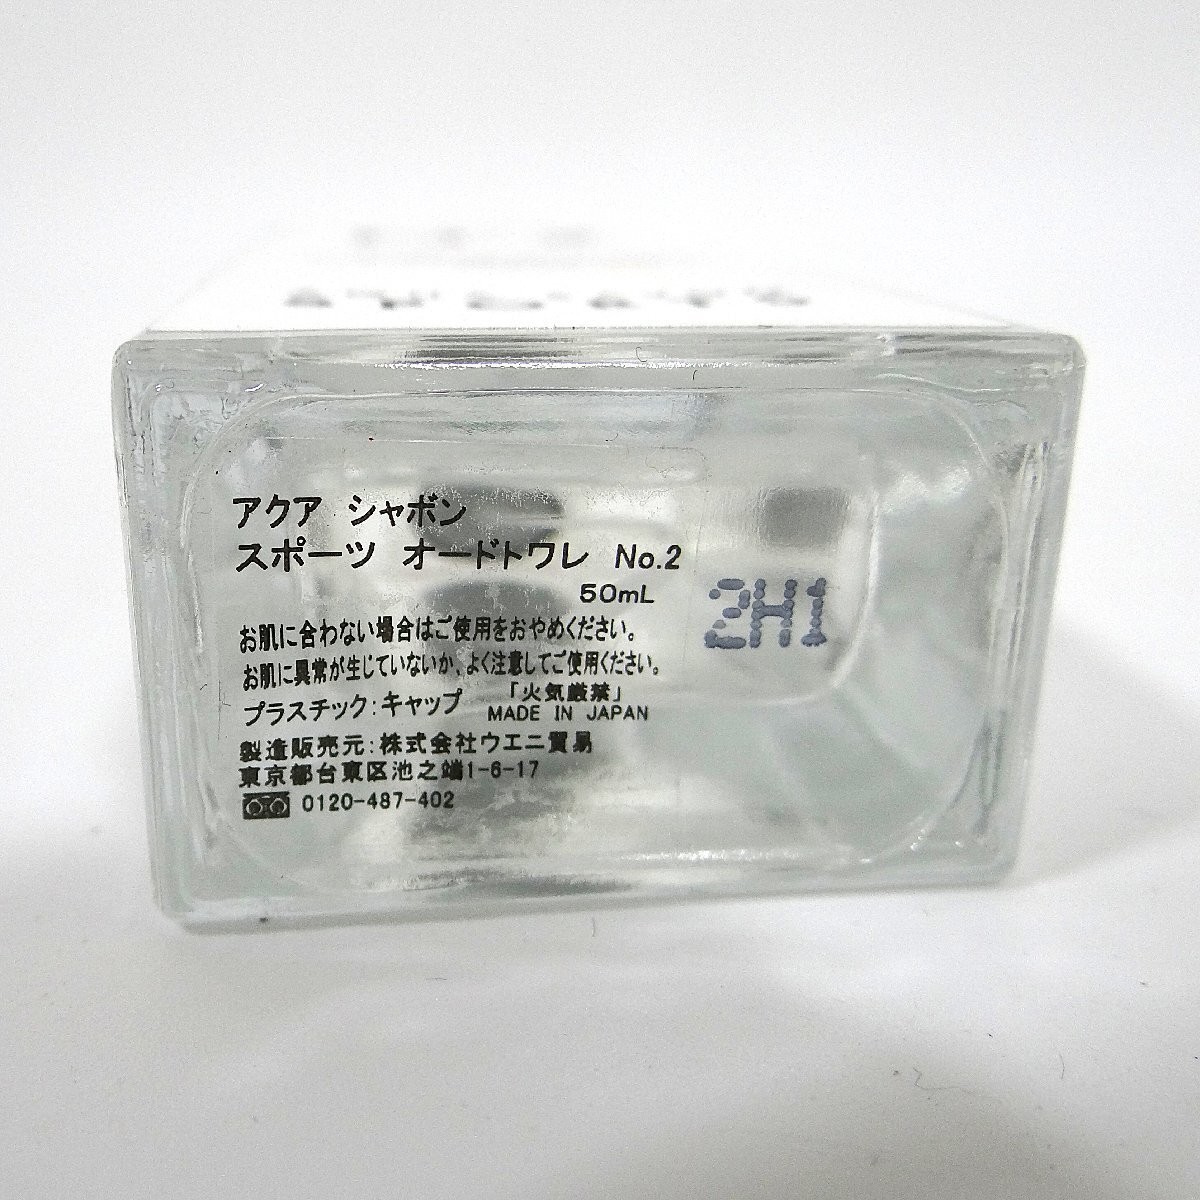 アクア シャボン
スポーツ オードトワレ No.2
50mL
2H1
お肌に合わない場合はご使用をおやめください。
お肌に異常が生じていないか、よく注意してご使用ください。
プラスチック:キャップ 「火気厳禁」
MADE IN JAPAN
製造販売元:株式会社ウエニ貿易
東京都台東区池之端1-6-17
0120-487-402